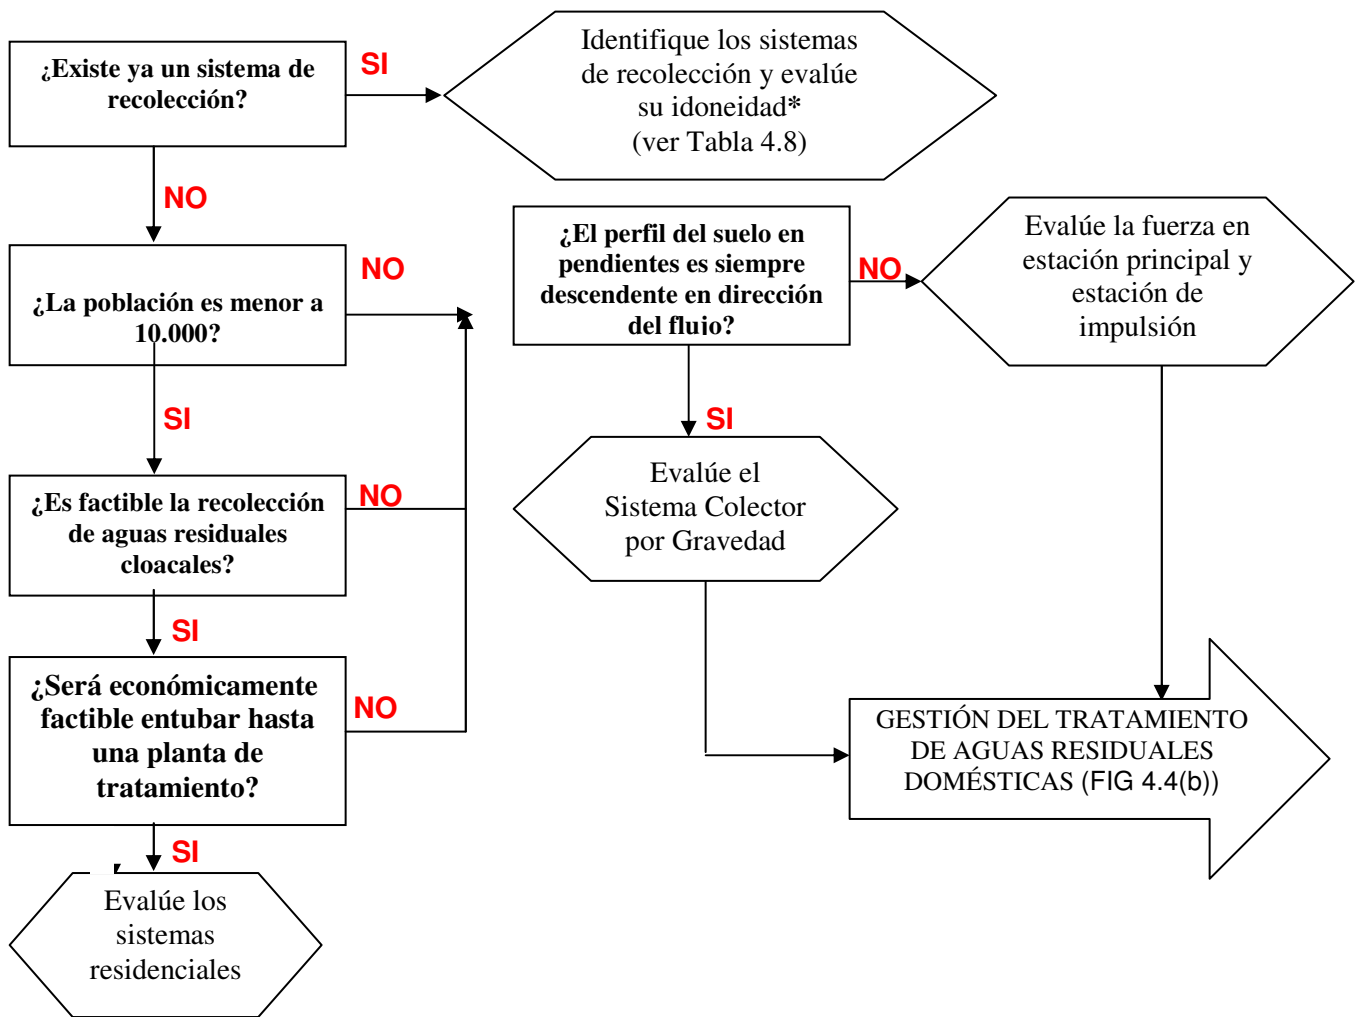 ¿Existe ya un sistema de
recolección?
SI
Identifique los sistemas
de recolección y evalúe
su idoneidad*
(ver Tabla 4.8)
NO
¿La población es menor a
10.000?
NO
¿El perfil del suelo en
pendientes es siempre
descendente en dirección
del flujo?
NO
Evalúe la fuerza en
estación principal y
estación de
impulsión
SI
SI
¿Es factible la recolección
de aguas residuales
cloacales?
NO
Evalúe el
Sistema Colector
por Gravedad
SI
¿Será económicamente
factible entubar hasta
una planta de
tratamiento?
NO
GESTIÓN DEL TRATAMIENTO
DE AGUAS RESIDUALES
DOMÉSTICAS (FIG 4.4(b))
SI
Evalúe los
sistemas
residenciales